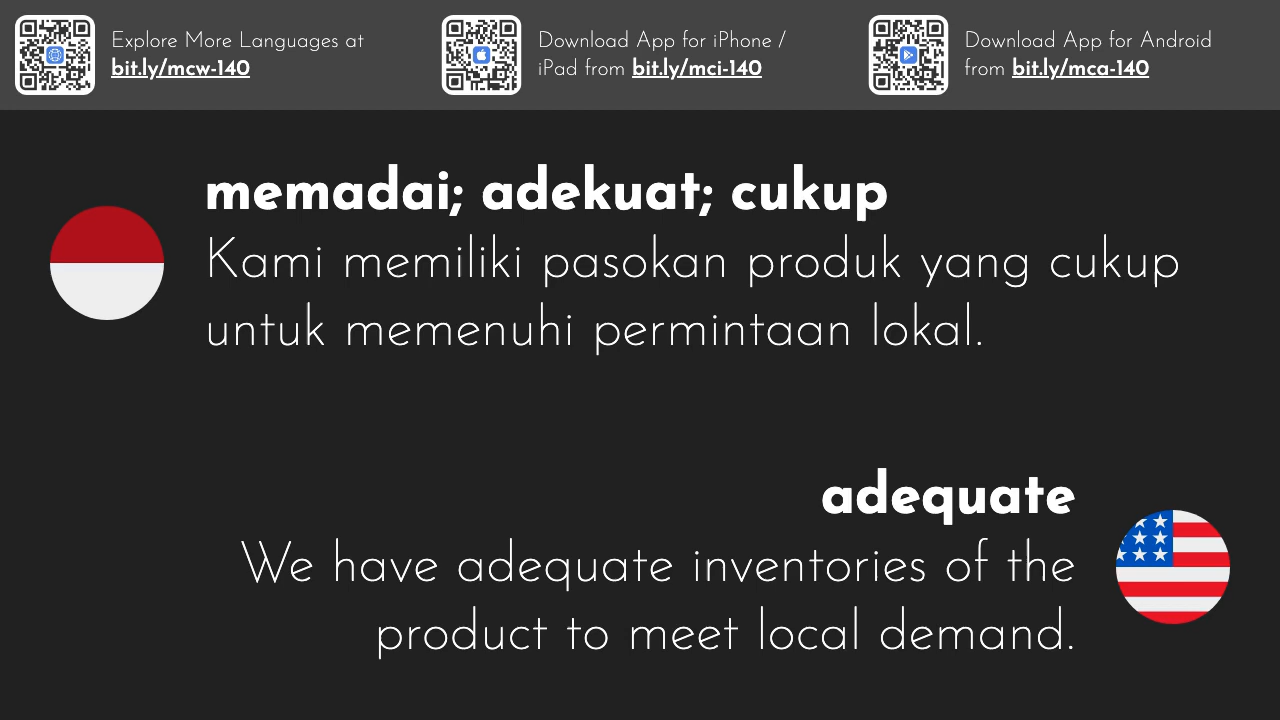 Explore More Languages at
bit.ly/mcw-140
Download App for iPhone /
iPad from bit.ly/mci-140
Download App for Android
from bit.ly/mca-140
memadai; adekuat; cukup
Kami memiliki pasokan produk yang cukup
untuk memenuhi permintaan lokal.
adequate
We have adequate inventories of the
product to meet local demand.